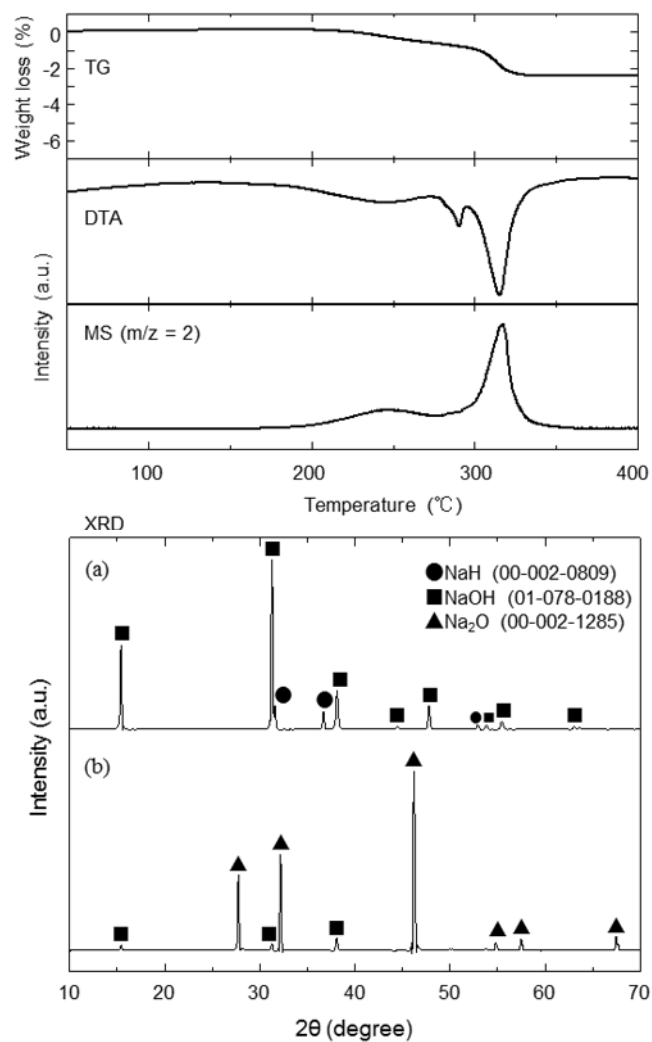 0
-2
-4
-6
Weight loss (%)
TG
DTA
Intensity (a.u.)
MS (m/z = 2)
100 200 300 400
Temperature (℃)
XRD
(a)
NaH (00-002-0809)
NaOH (01-078-0188)
Na₂O (00-002-1285)
Intensity (a.u.)
(b)
10 20 30 40 50 60 70
2θ (degree)